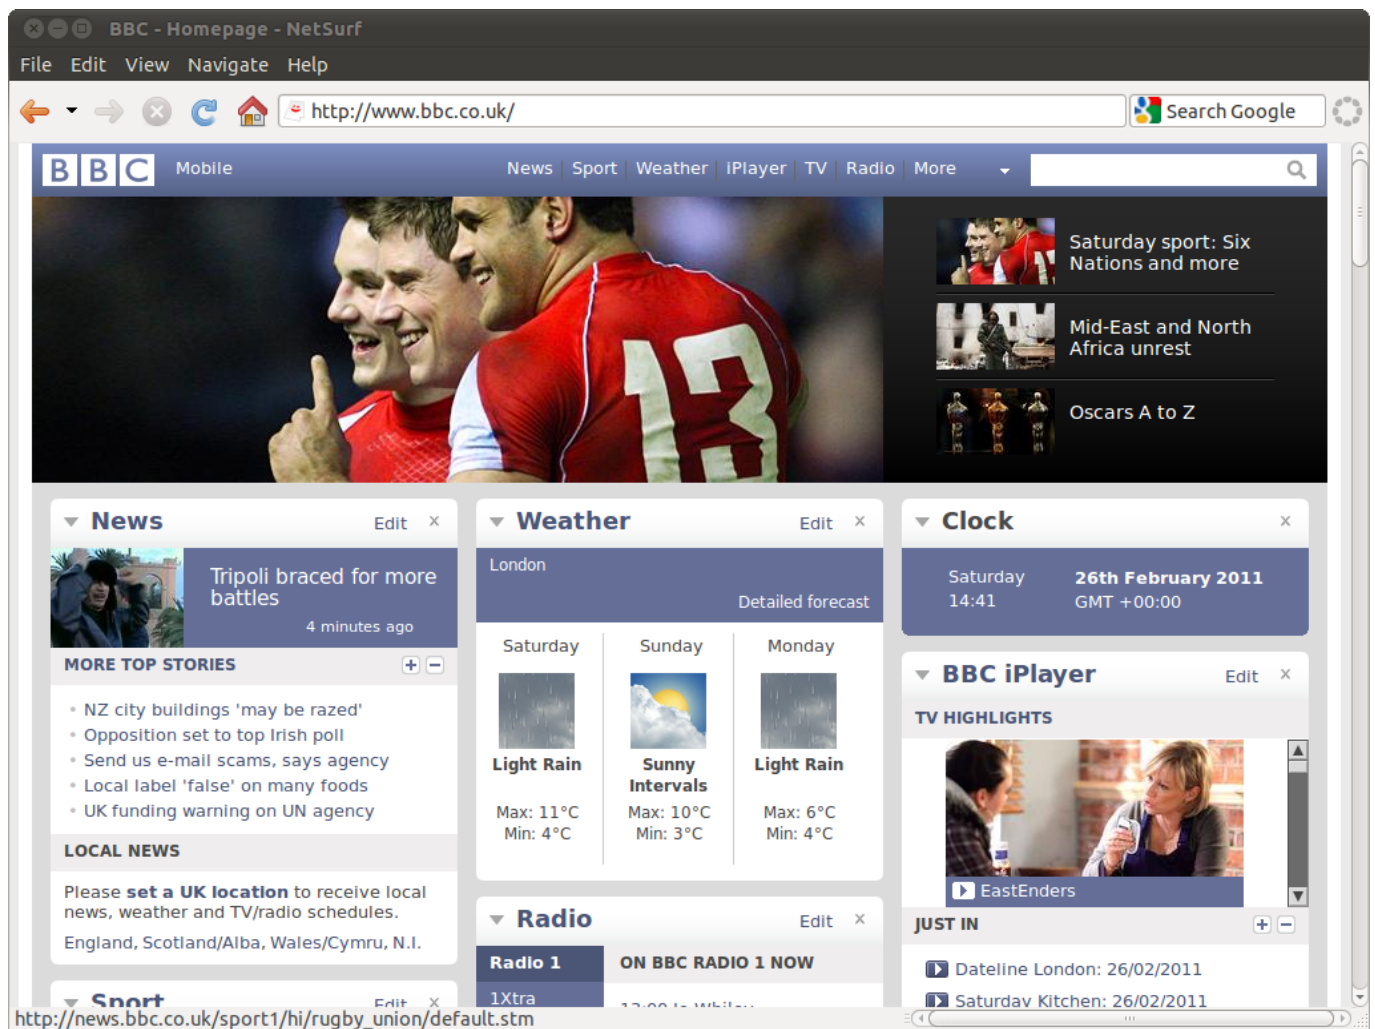 BBC - Homepage - NetSurf
File Edit View Navigate Help
http://www.bbc.co.uk/
Search Google
BBC
Mobile
News
Sport
Weather
iPlayer
TV
Radio
More
13
Saturday sport: Six
Nations and more
Mid-East and North
Africa unrest
Oscars A to Z
News
Edit
Tripoli braced for more
battles
4 minutes ago
MORE TOP STORIES
NZ city buildings 'may be razed'
Opposition set to top Irish poll
Send us e-mail scams, says agency
Local label 'false' on many foods
UK funding warning on UN agency
LOCAL NEWS
Please set a UK location to receive local
news, weather and TV/radio schedules.
England, Scotland/Alba, Wales/Cymru, N.I.
Sport
Edit
Weather
Edit
London
Detailed forecast
Saturday
Light Rain
Max: 11°C
Min: 4°C
Sunday
Sunny
Intervals
Max: 10°C
Min: 3°C
Monday
Light Rain
Max: 6°C
Min: 4°C
Radio
Edit
Radio 1
1Xtra
ON BBC RADIO 1 NOW
13:00 Jo Whiley
Clock
Saturday
14:41
26th February 2011
GMT +00:00
BBC iPlayer
Edit
TV HIGHLIGHTS
EastEnders
JUST IN
Dateline London: 26/02/2011
Saturday Kitchen: 26/02/2011
http://news.bbc.co.uk/sport1/hi/rugby_union/default.stm